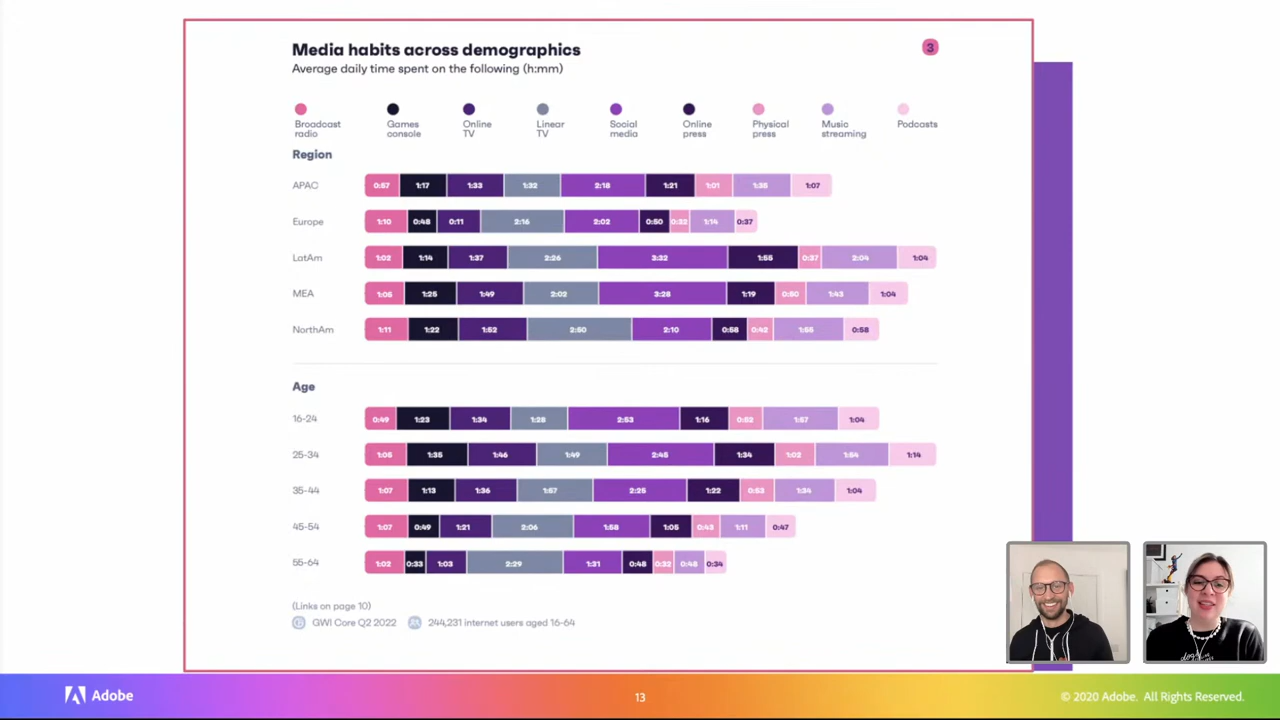 Media habits across demographics
3
Average daily time spent on the following (h:mm)
Broadcast radio
Games console
Online TV
Linear TV
Social media
Online press
Physical press
Music streaming
Podcasts
Region
APAC 0:57 1:17 1:33 1:32 2:18 1:21 1:01 1:35 1:07
Europe 1:10 0:48 0:11 2:16 2:02 0:50 0:32 1:14 0:37
LatAm 1:02 1:14 1:37 2:26 3:32 1:55 0:37 2:04 1:04
MEA 1:05 1:25 1:49 2:02 3:28 1:19 0:50 1:43 1:04
NorthAm 1:11 1:22 1:52 2:50 2:10 0:58 0:42 1:55 0:58
Age
16-24 0:49 1:23 1:34 1:28 2:53 1:16 0:52 1:57 1:04
25-34 1:05 1:35 1:46 1:49 2:45 1:34 1:02 1:54 1:14
35-44 1:07 1:13 1:36 1:57 2:25 1:22 0:53 1:34 1:04
45-54 1:07 0:49 1:21 2:06 1:58 1:05 0:43 1:11 0:47
55-64 1:02 0:33 1:03 2:29 1:31 0:48 0:32 0:48 0:34
(Links on page 10)
GWI Core Q2 2022 244,231 internet users aged 16-64
Adobe
13
© 2020 Adobe. All Rights Reserved.